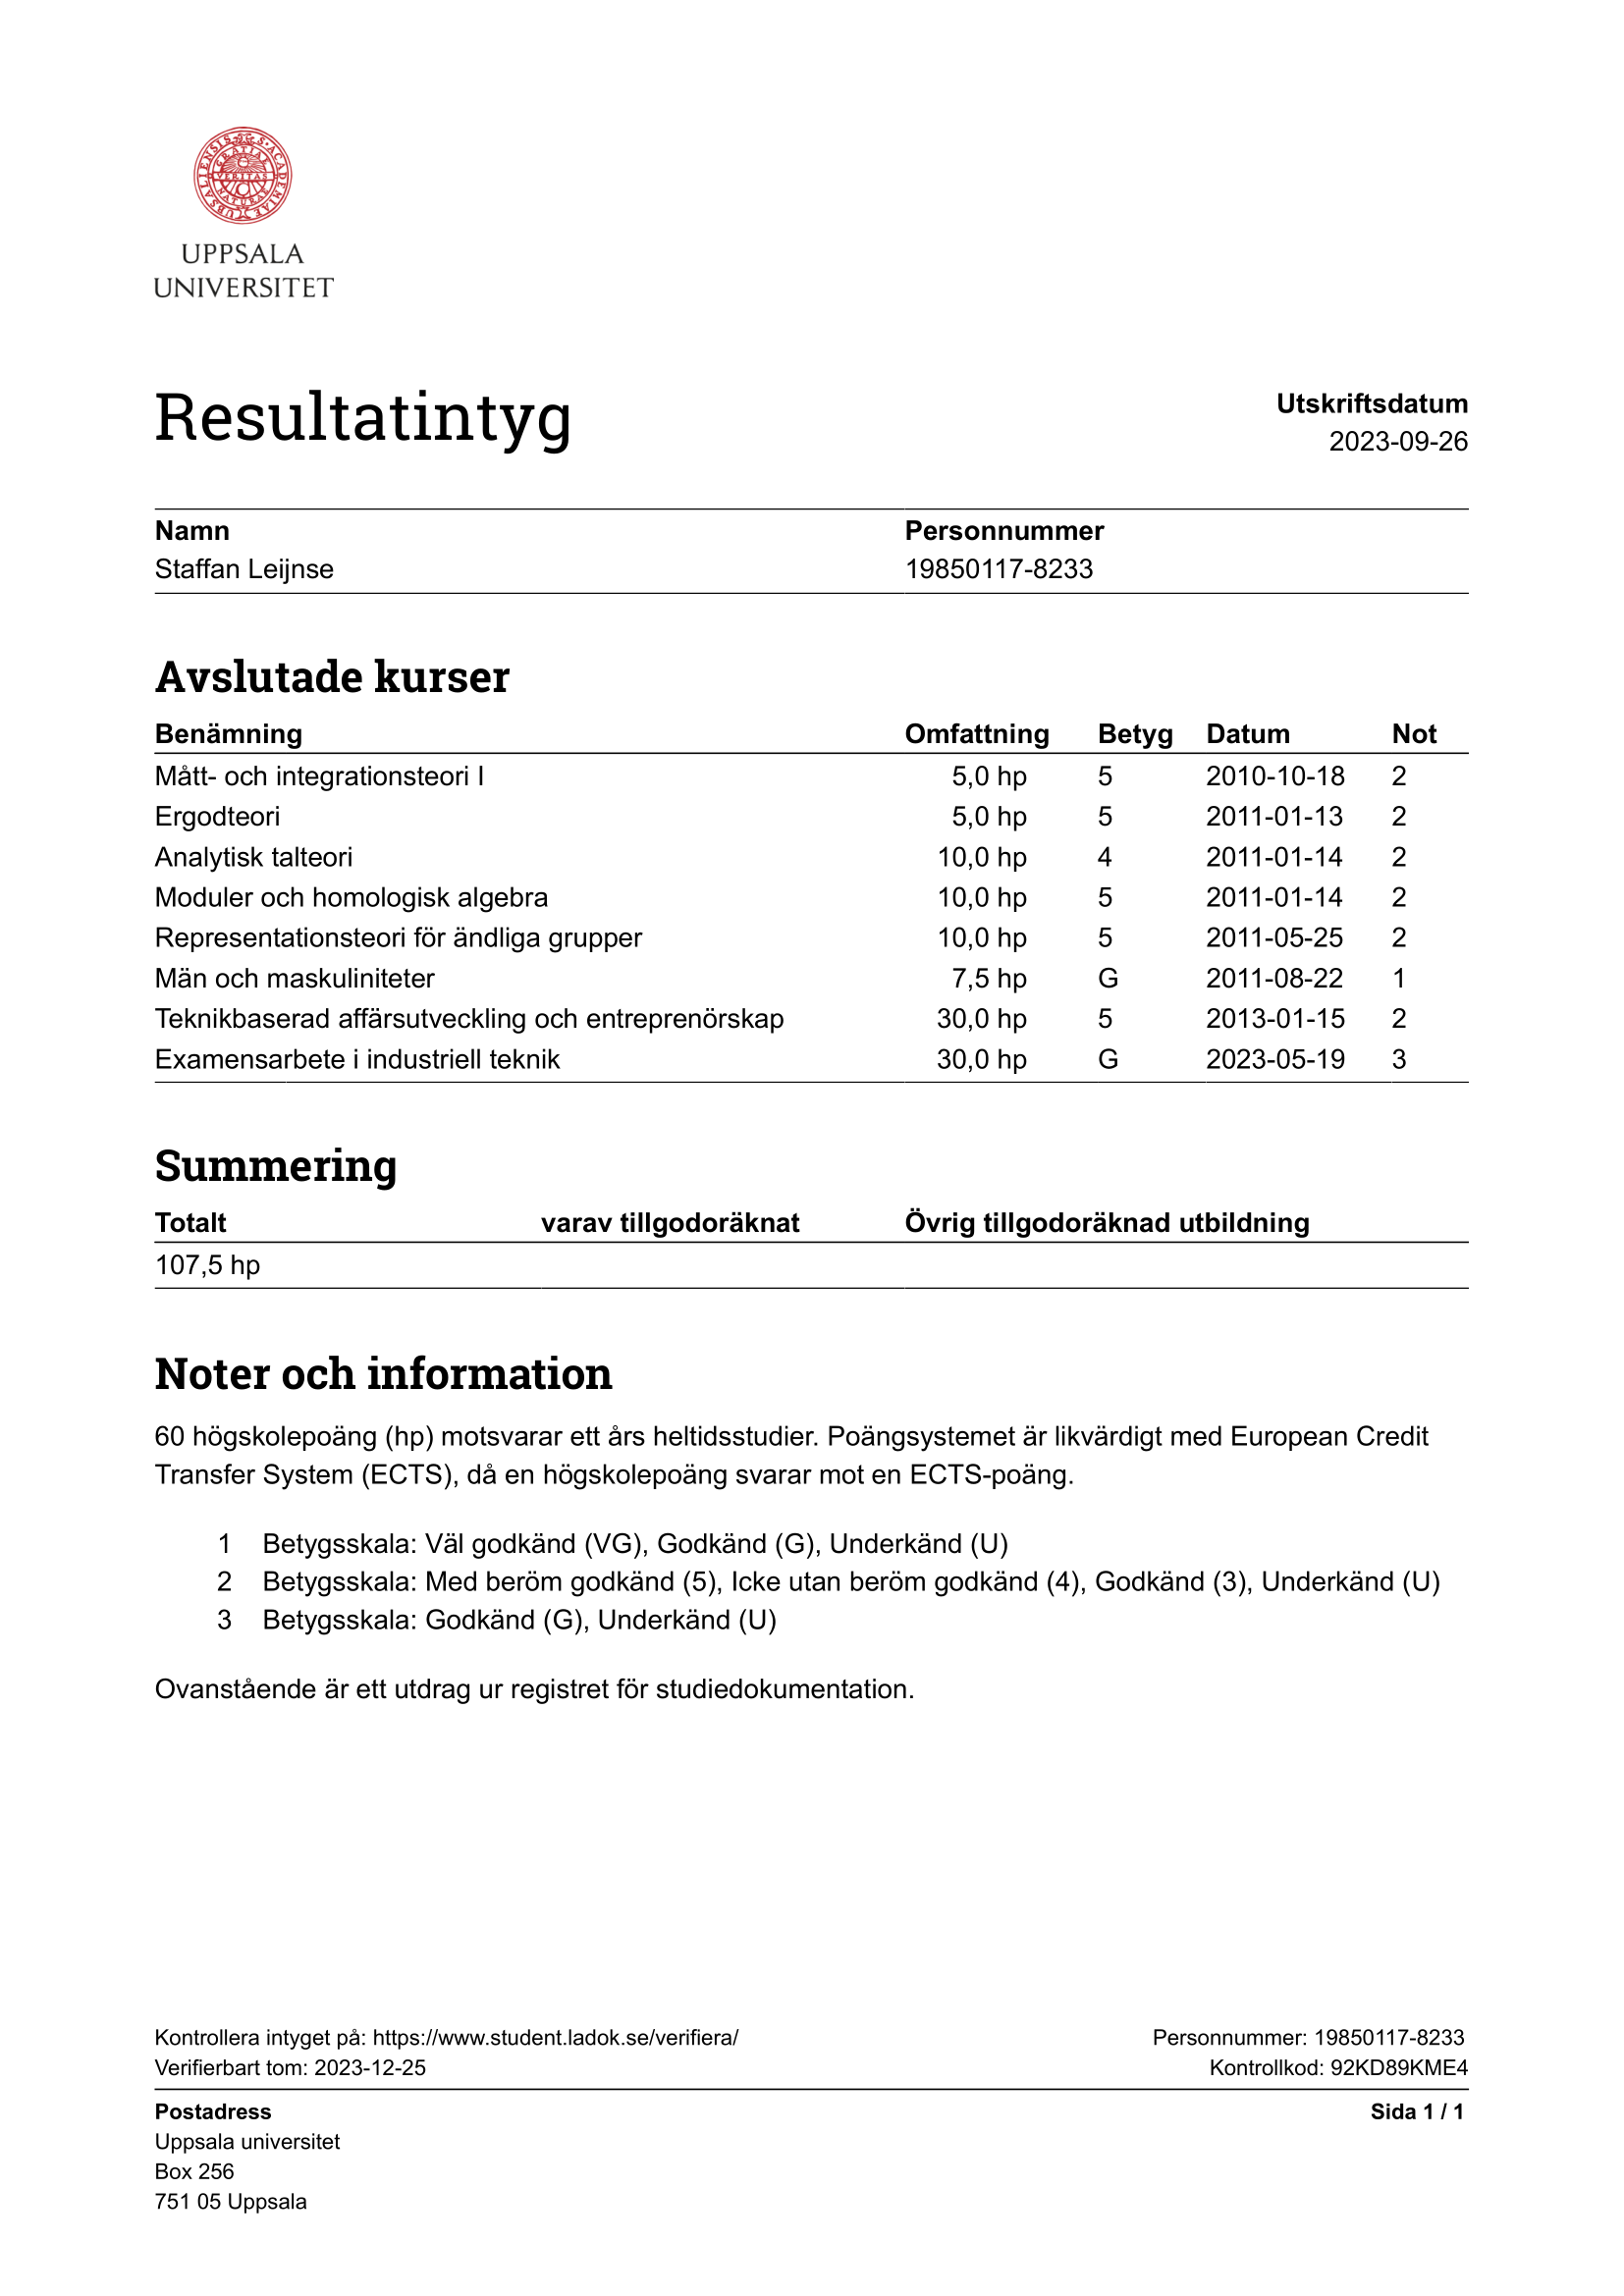 UPPSALA
UNIVERSITET
Resultatintyg
Utskriftsdatum
2023-09-26
Namn Personnummer
Staffan Leijnse 19850117-8233
Avslutade kurser
Benämning Omfattning Betyg Datum Not
Mått- och integrationsteori I 5,0 hp 5 2010-10-18 2
Ergodteori 5,0 hp 5 2011-01-13 2
Analytisk talteori 10,0 hp 4 2011-01-14 2
Moduler och homologisk algebra 10,0 hp 5 2011-01-14 2
Representationsteori för ändliga grupper 10,0 hp 5 2011-05-25 2
Män och maskuliniteter 7,5 hp G 2011-08-22 1
Teknikbaserad affärsutveckling och entreprenörskap 30,0 hp 5 2013-01-15 2
Examensarbete i industriell teknik 30,0 hp G 2023-05-19 3
Summering
Totalt varav tillgodoräknat Övrig tillgodoräknad utbildning
107,5 hp
Noter och information
60 högskolepoäng (hp) motsvarar ett års heltidsstudier. Poängsystemet är likvärdigt med European Credit
Transfer System (ECTS), då en högskolepoäng svarar mot en ECTS-poäng.
1 Betygsskala: Väl godkänd (VG), Godkänd (G), Underkänd (U)
2 Betygsskala: Med beröm godkänd (5), Icke utan beröm godkänd (4), Godkänd (3), Underkänd (U)
3 Betygsskala: Godkänd (G), Underkänd (U)
Ovanstående är ett utdrag ur registret för studiedokumentation.
Kontrollera intyget på: https://www.student.ladok.se/verifiera/ Personnummer: 19850117-8233
Verifierbart tom: 2023-12-25 Kontrollkod: 92KD89KME4
Postadress Sida 1 / 1
Uppsala universitet
Box 256
751 05 Uppsala